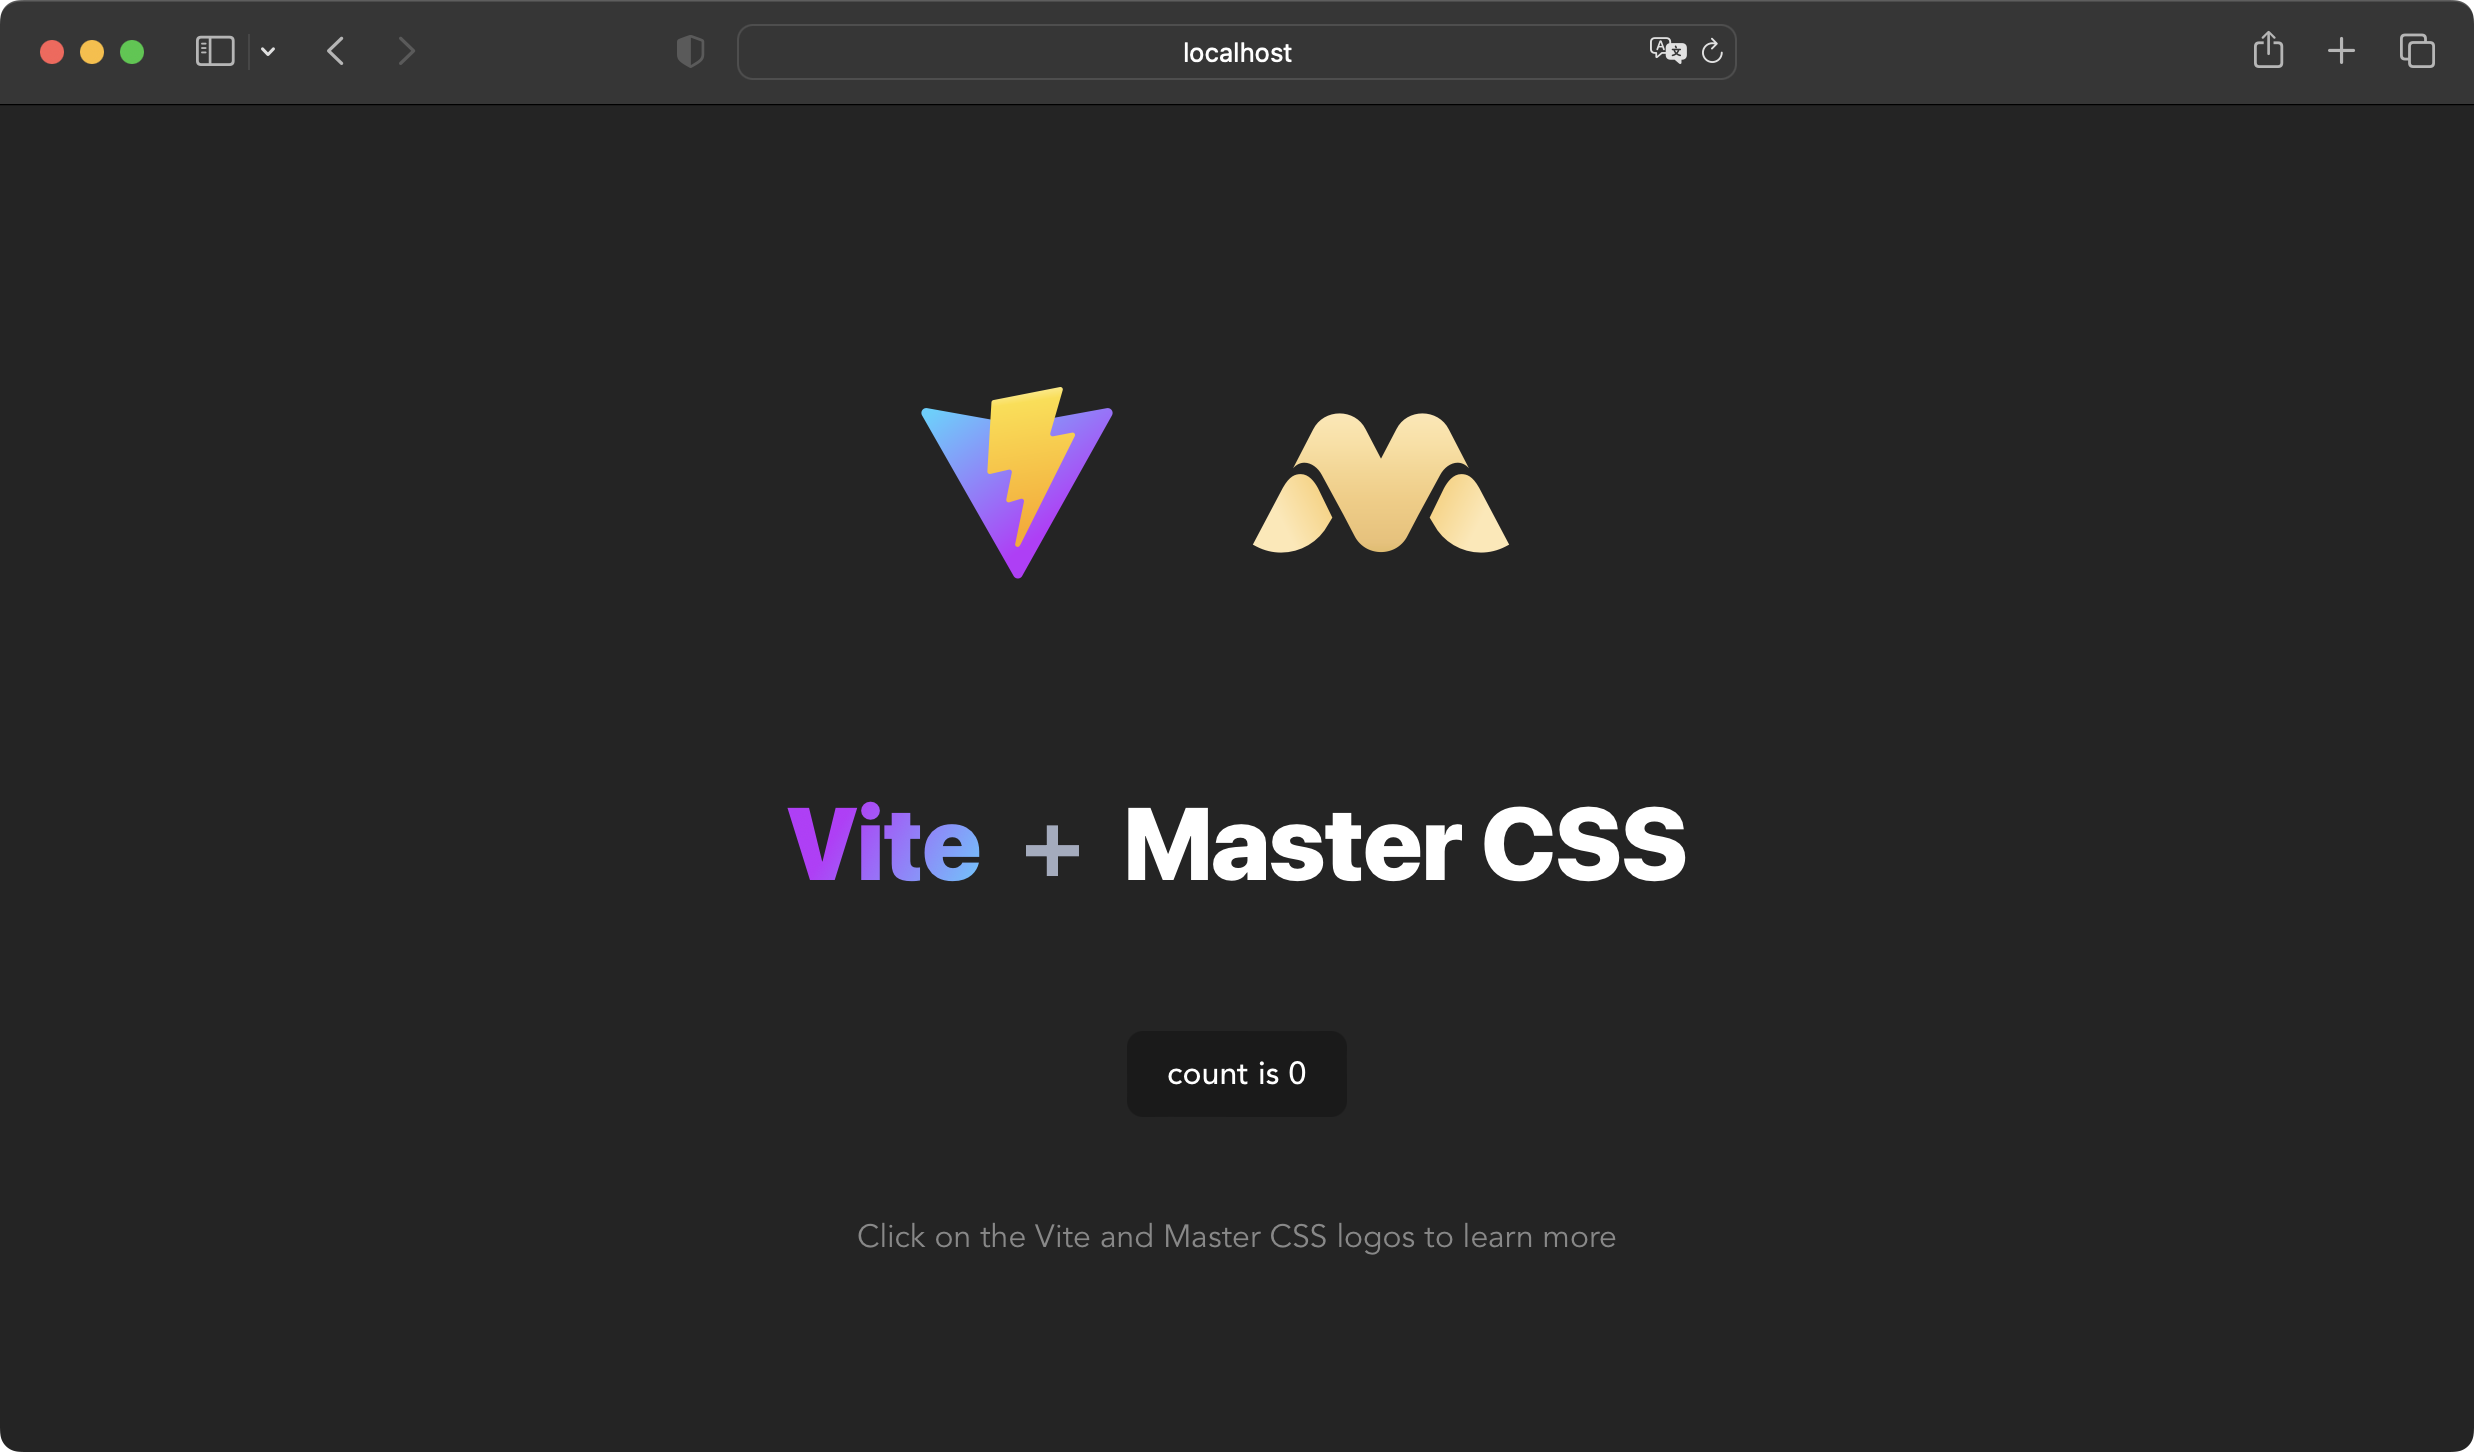 localhost
Vite + Master CSS
count is 0
Click on the Vite and Master CSS logos to learn more